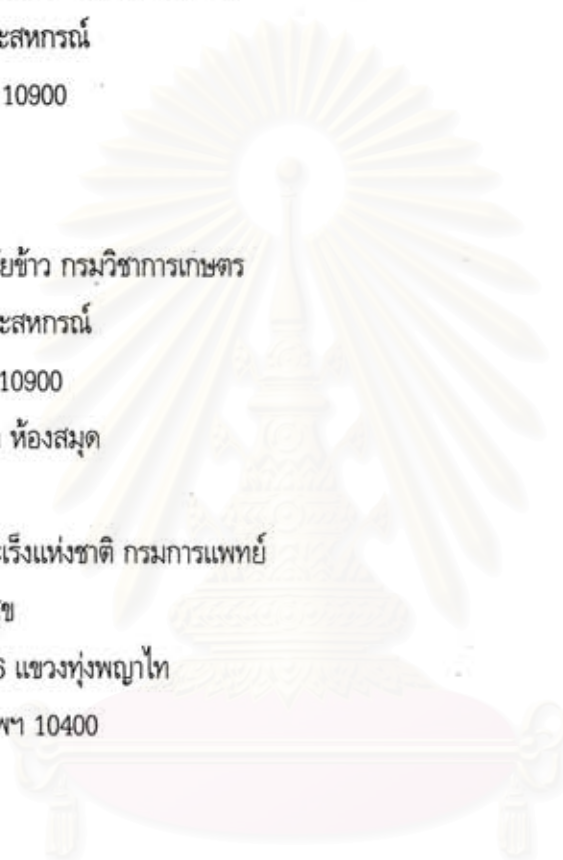 ะสหกรณ์
10900
ยข้าว กรมวิชาการเกษตร
ะสหกรณ์
10900
ห้องสมุด
ะเร็งแห่งชาติ กรมการแพทย์
ข
6 แขวงทุ่งพญาไท
พฯ 10400